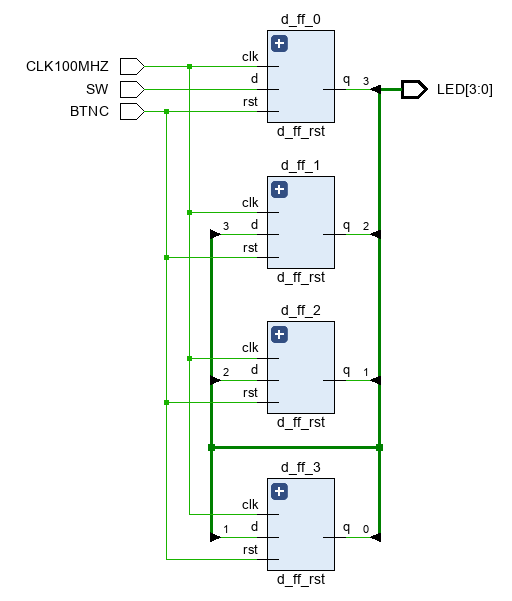 d_ff_0
CLK100MHZ
clk
SW
d
q
3
LED[3:0]
BTNC
rst
d_ff_rst
d_ff_1
clk
3
d
q
2
rst
d_ff_rst
d_ff_2
clk
2
d
q
1
rst
d_ff_rst
d_ff_3
clk
1
d
q
0
rst
d_ff_rst